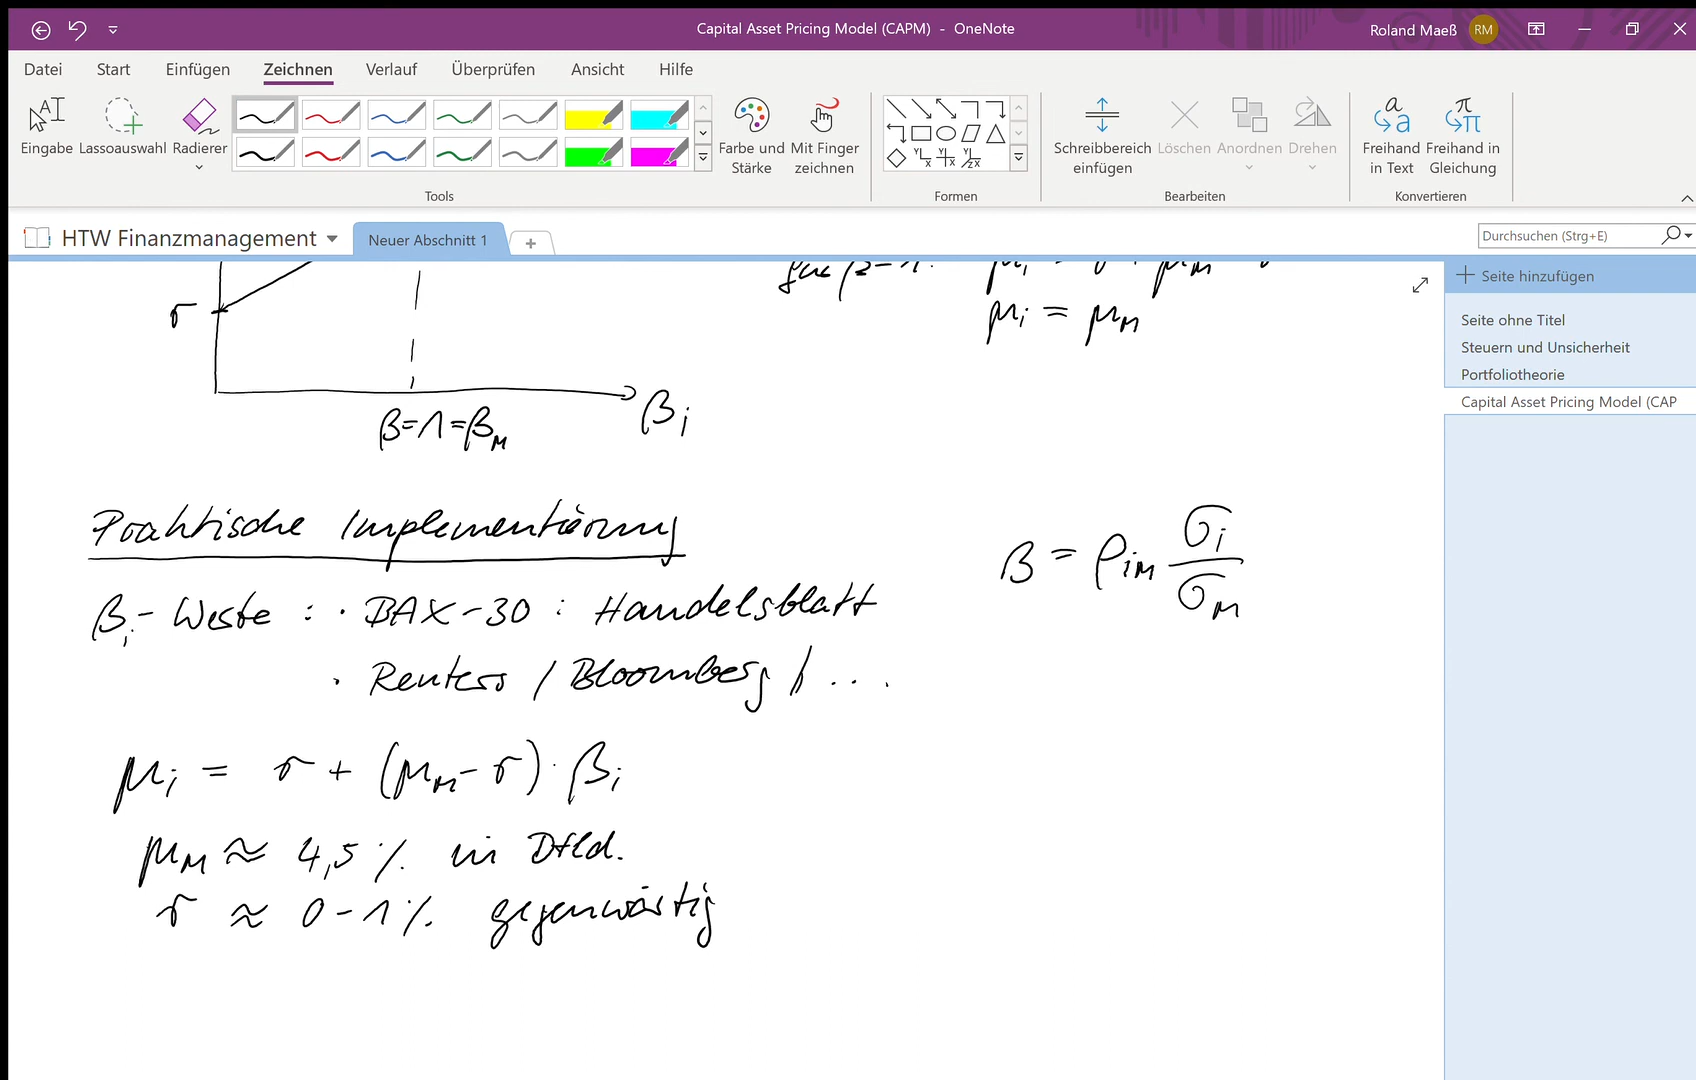 Capital Asset Pricing Model (CAPM) - OneNote
Roland Maeß RM
Datei Start Einfügen Zeichnen Verlauf Überprüfen Ansicht Hilfe
Eingabe Lassoauswahl Radierer
Farbe und Stärke
Mit Finger zeichnen
Schreibbereich einfügen
Löschen Anordnen Drehen
Freihand in Text
Freihand in Gleichung
Tools Formen Bearbeiten Konvertieren
HTW Finanzmanagement
Neuer Abschnitt 1
Durchsuchen (Strg+E)
Seite hinzufügen
Seite ohne Titel
Steuern und Unsicherheit
Portfoliotheorie
Capital Asset Pricing Model (CAP
r
μi = μM
β=1=βM
βi
Praktische Implementierung
β = ρiM σi/σM
βi - Werte : · DAX-30 : Handelsblatt
· Reuters / Bloomberg / ...
μi = r + (μM - r) · βi
μM ≈ 4,5 % in Dtld.
r ≈ 0-1 % gegenwärtig